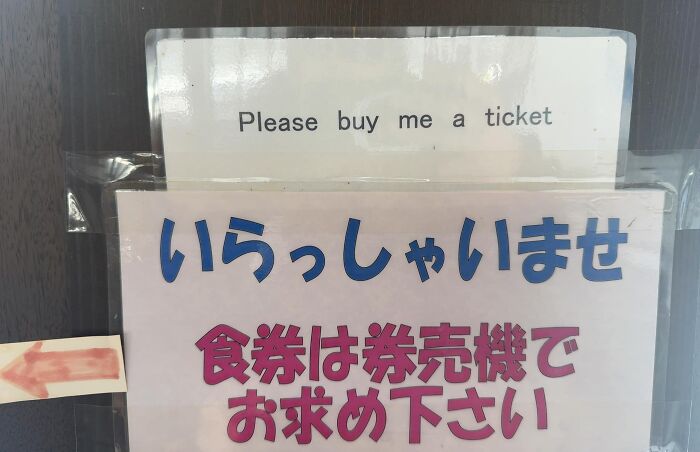 Please buy me a ticket
いらっしゃいませ
食券は券売機で
お求め下さい